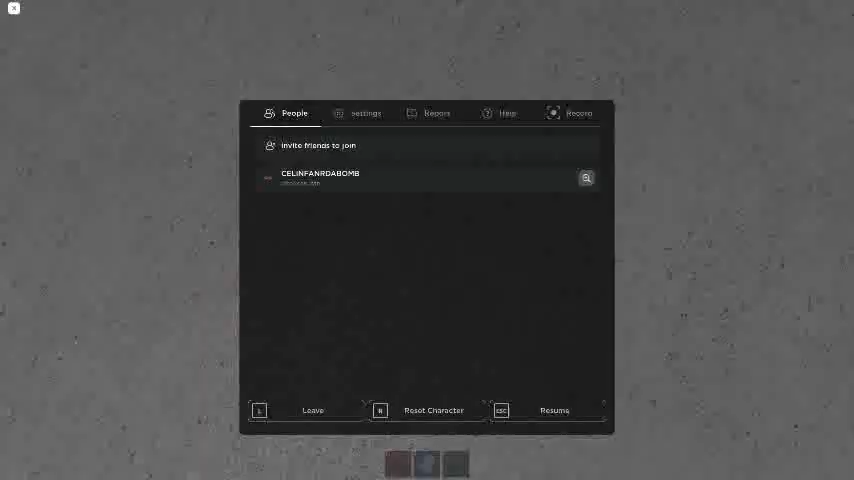 x
People Settings Report Help Record
Invite friends to join
CELINFANRDABOMB
L Leave R Reset Character ESC Resume